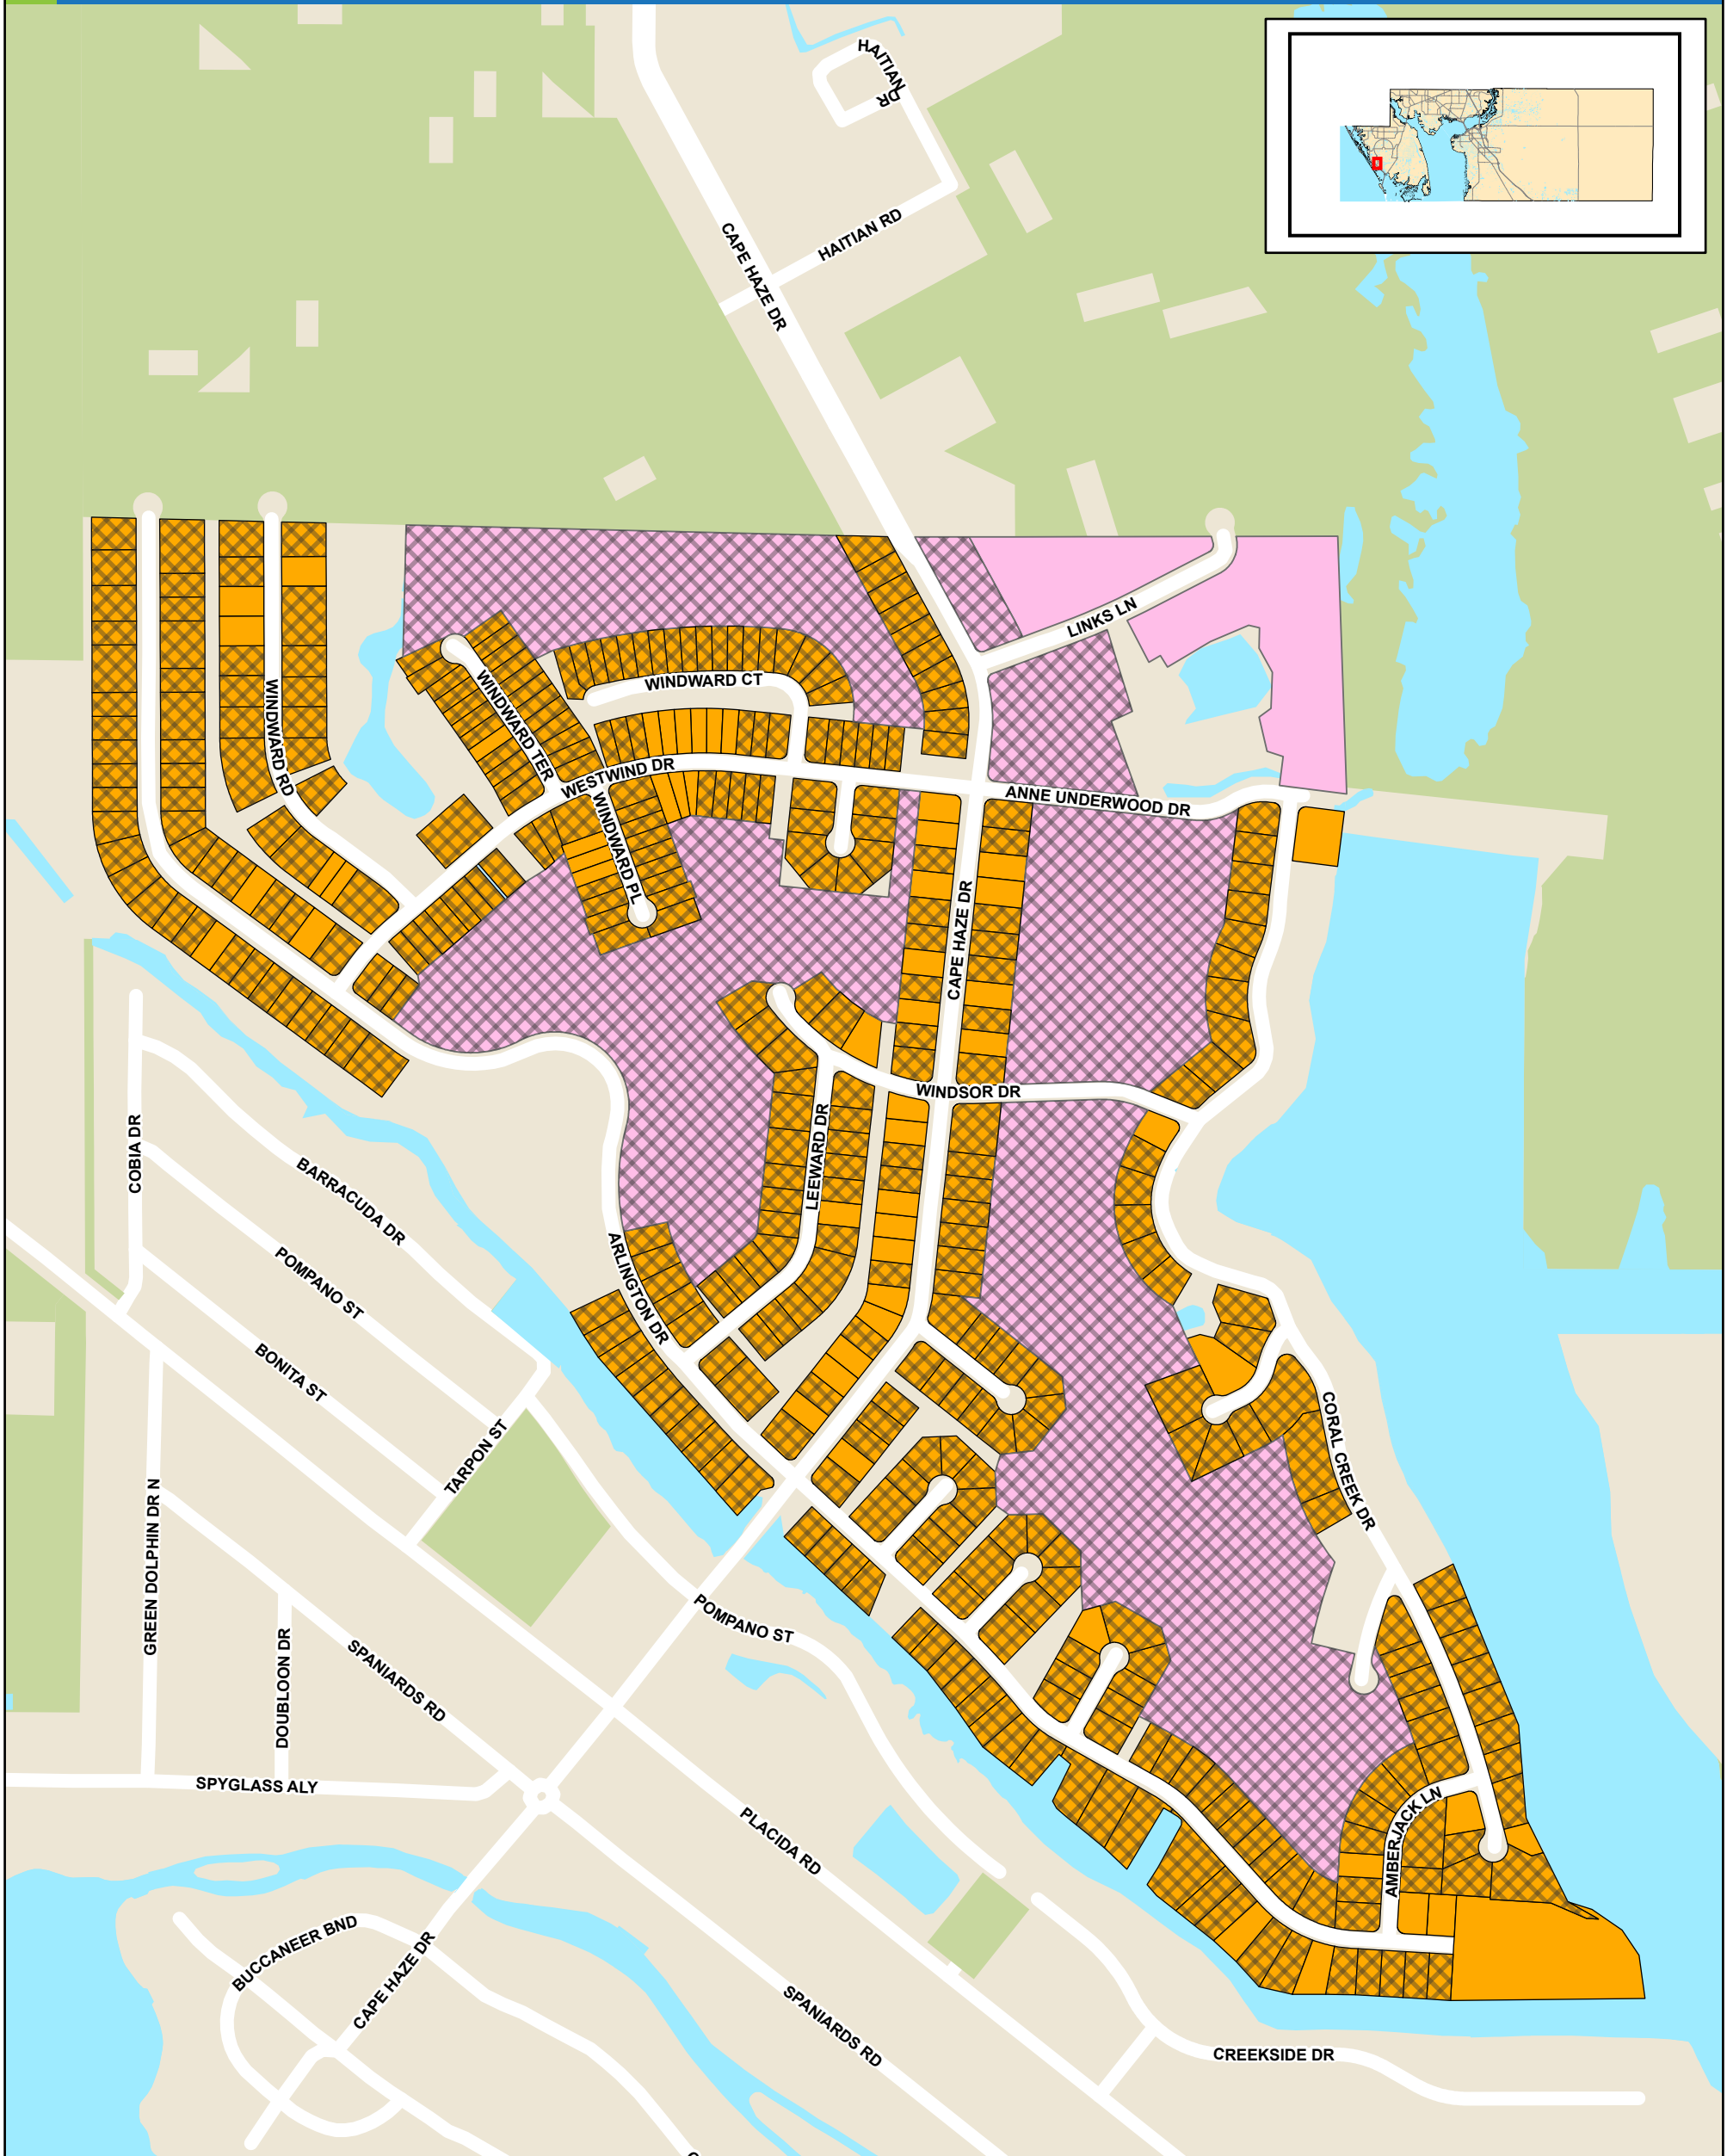 HAITIAN
DR
HAITIAN RD
CAPE HAZE DR
LINKS LN
WINDWARD CT
WINDWARD TER
WINDWARD RD
WESTWIND DR
WINDWARD PL
ANNE UNDERWOOD DR
CAPE HAZE DR
WINDSOR DR
LEEWARD DR
COBIA DR
BARRACUDA DR
POMPANO ST
ARLINGTON DR
BONITA ST
TARPON ST
CORAL CREEK DR
GREEN DOLPHIN DR N
POMPANO ST
DOUBLOON DR
SPANIARDS RD
SPYGLASS ALY
AMBERJACK LN
PLACIDA RD
BUCCANEER BND
CAPE HAZE DR
SPANIARDS RD
CREEKSIDE DR